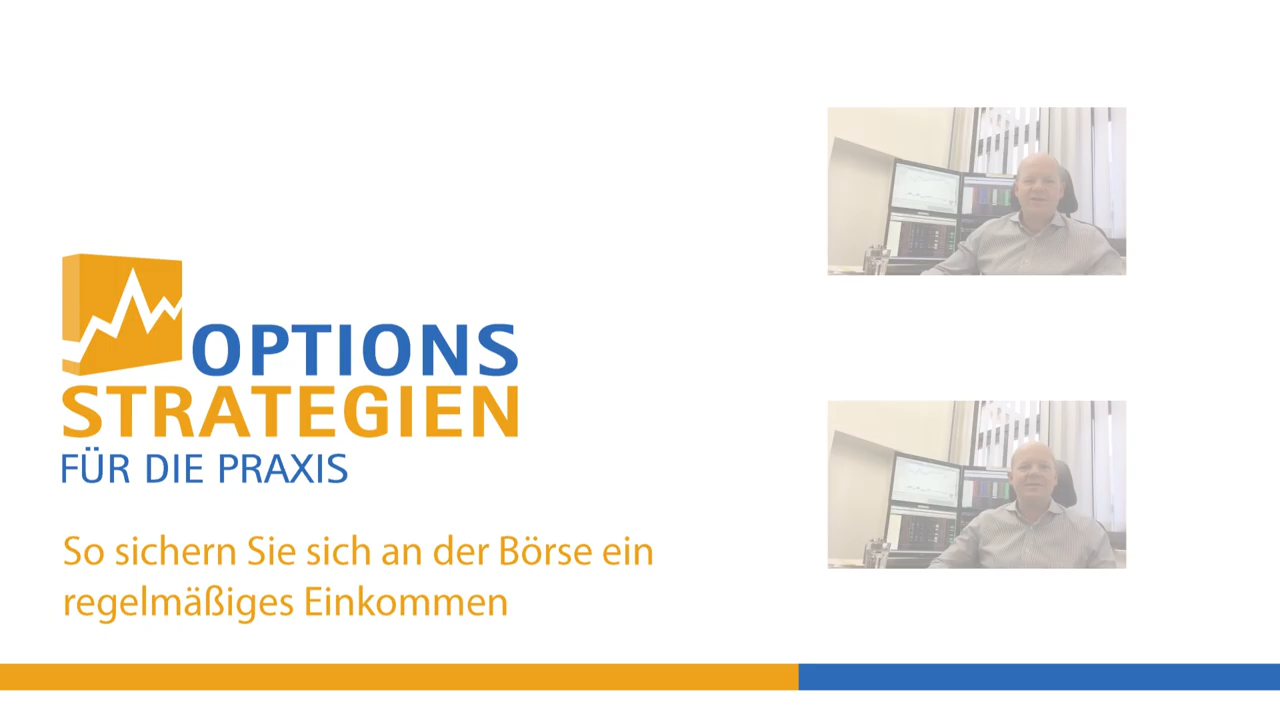 OPTIONS
STRATEGIEN
FÜR DIE PRAXIS
So sichern Sie sich an der Börse ein
regelmäßiges Einkommen